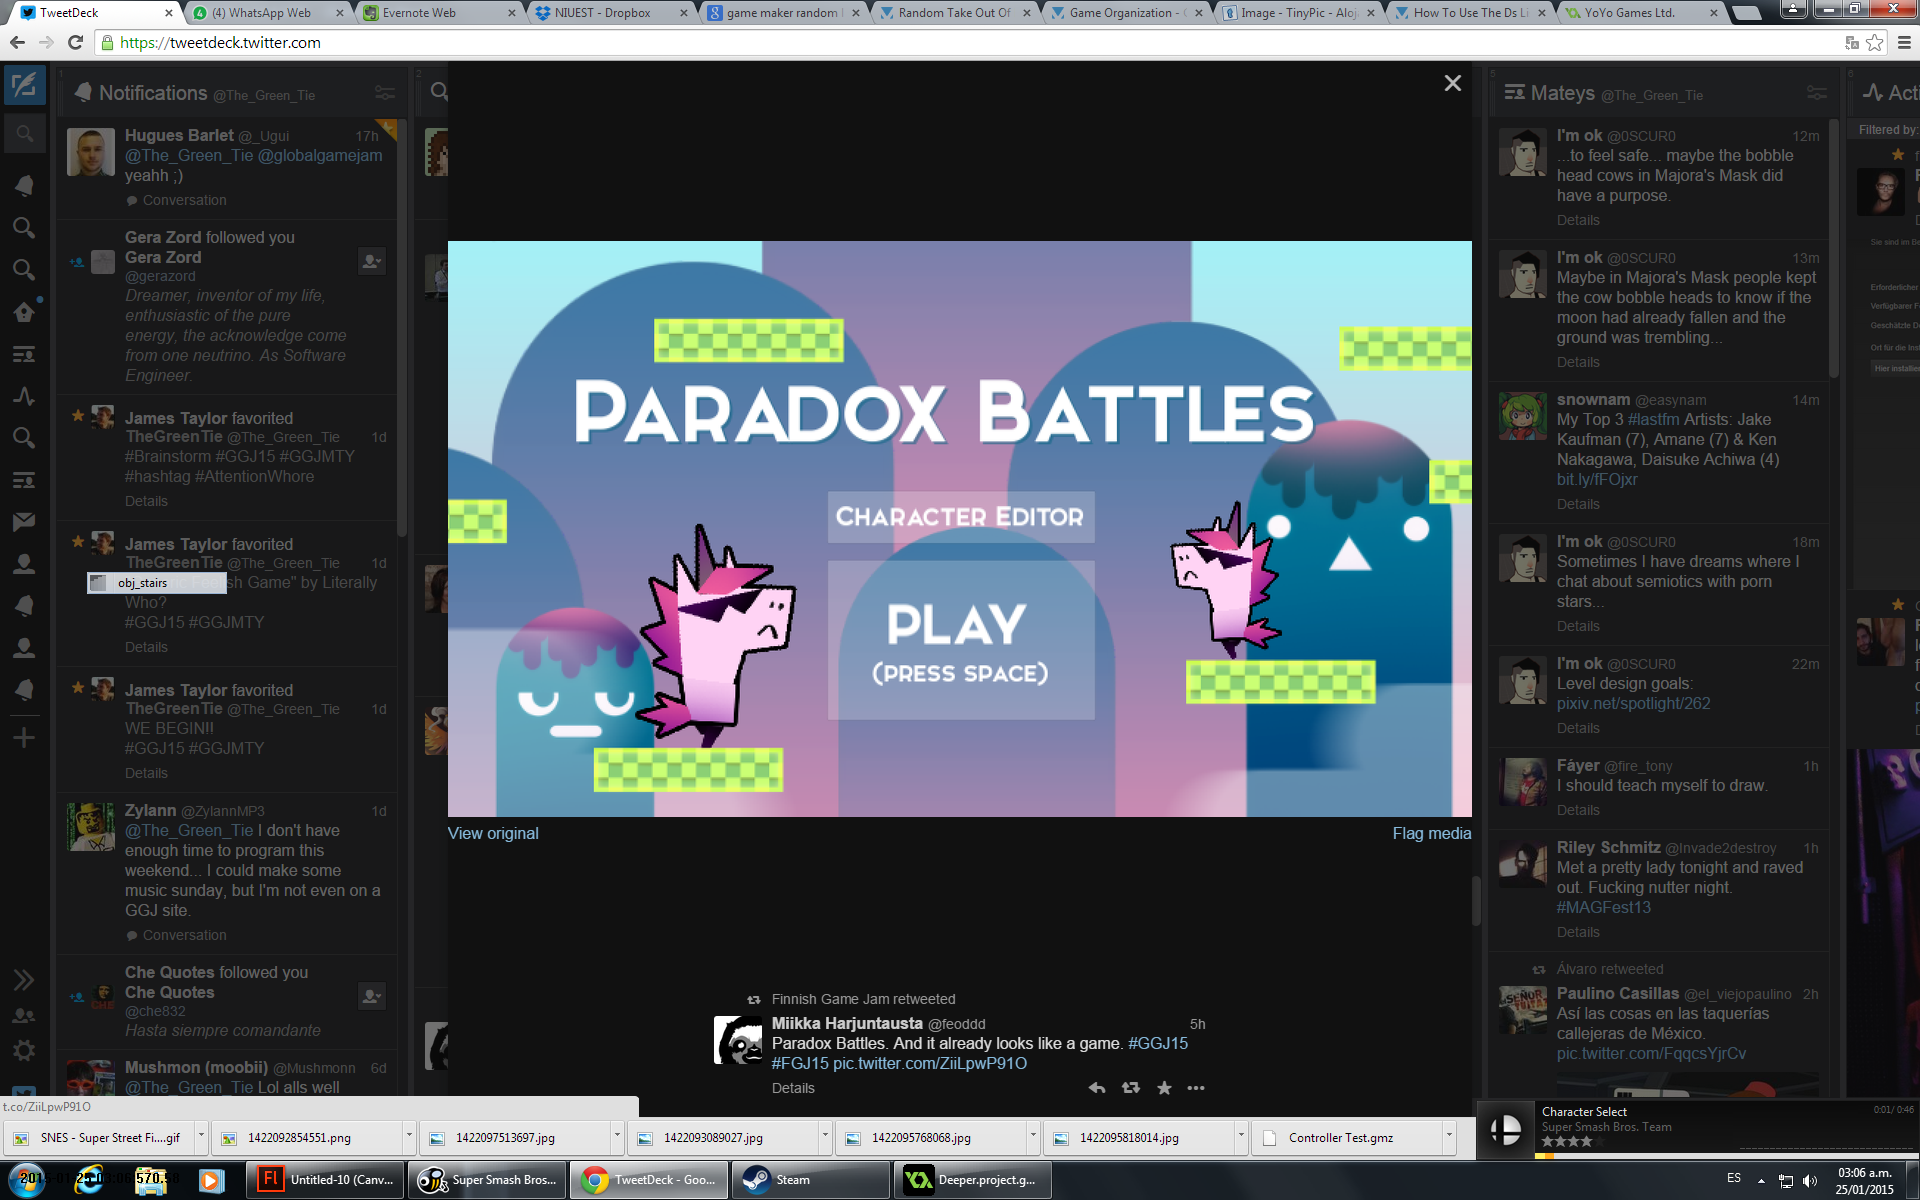 TweetDeck
(4) WhatsApp Web
Evernote Web
NIUEST - Dropbox
game maker random
Random Take Out Of
Game Organization -
Image - TinyPic - Aloj
How To Use The Ds Li
YoYo Games Ltd.
https://tweetdeck.twitter.com
1
Notifications @The_Green_Tie
Hugues Barlet @_Ugui 17h
@The_Green_Tie @globalgamejam
yeahh ;)
Conversation
Gera Zord followed you
Gera Zord
@gerazord
Dreamer, inventor of my life,
enthusiastic of the pure
energy, the acknowledge come
from one neutrino. As Software
Engineer.
James Taylor favorited
TheGreenTie @The_Green_Tie 1d
#Brainstorm #GGJ15 #GGJMTY
#hashtag #AttentionWhore
Details
James Taylor favorited
TheGreenTie @The_Green_Tie 1d
obj_stairs
sh Game" by Literally
Who?
#GGJ15 #GGJMTY
Details
James Taylor favorited
TheGreenTie @The_Green_Tie 1d
WE BEGIN!!
#GGJ15 #GGJMTY
Details
Zylann @ZylannMP3 1d
@The_Green_Tie I don't have
enough time to program this
weekend... I could make some
music sunday, but I'm not even on a
GGJ site.
Conversation
Che Quotes followed you
Che Quotes
@che832
Hasta siempre comandante
Mushmon (moobii) @Mushmonn 6d
@The_Green_Tie Lol alls well
2
PARADOX BATTLES
CHARACTER EDITOR
PLAY
(PRESS SPACE)
View original
Flag media
Finnish Game Jam retweeted
Miikka Harjuntausta @feoddd 5h
Paradox Battles. And it already looks like a game. #GGJ15
#FGJ15 pic.twitter.com/ZiiLpwP91O
Details
5
Mateys @The_Green_Tie
I'm ok @0SCUR0 12m
...to feel safe... maybe the bobble
head cows in Majora's Mask did
have a purpose.
Details
I'm ok @0SCUR0 13m
Maybe in Majora's Mask people kept
the cow bobble heads to know if the
moon had already fallen and the
ground was trembling...
Details
snownam @easynam 14m
My Top 3 #lastfm Artists: Jake
Kaufman (7), Amane (7) & Ken
Nakagawa, Daisuke Achiwa (4)
bit.ly/fFOjxr
Details
I'm ok @0SCUR0 18m
Sometimes I have dreams where I
chat about semiotics with porn
stars...
Details
I'm ok @0SCUR0 22m
Level design goals:
pixiv.net/spotlight/262
Details
Fáyer @fire_tony 1h
I should teach myself to draw.
Details
Riley Schmitz @Invade2destroy 1h
Met a pretty lady tonight and raved
out. Fucking nutter night.
#MAGFest13
Details
Álvaro retweeted
Paulino Casillas @el_viejopaulino 2h
Así las cosas en las taquerías
callejeras de México.
pic.twitter.com/FqqcsYjrCv
6
Acti
Filtered by:
Sie sind im Be
Erforderlicher
Verfügbarer F
Geschätzte D
Ort für die Inst
Hier installier
t.co/ZiiLpwP91O
SNES - Super Street Fi....gif
1422092854551.png
1422097513697.jpg
1422093089027.jpg
1422095768068.jpg
1422095818014.jpg
Controller Test.gmz
Character Select
Super Smash Bros. Team
0:01 / 0:46
Untitled-10 (Canv...
Super Smash Bros...
TweetDeck - Goo...
Steam
Deeper.project.g...
ES
03:06 a.m.
25/01/2015